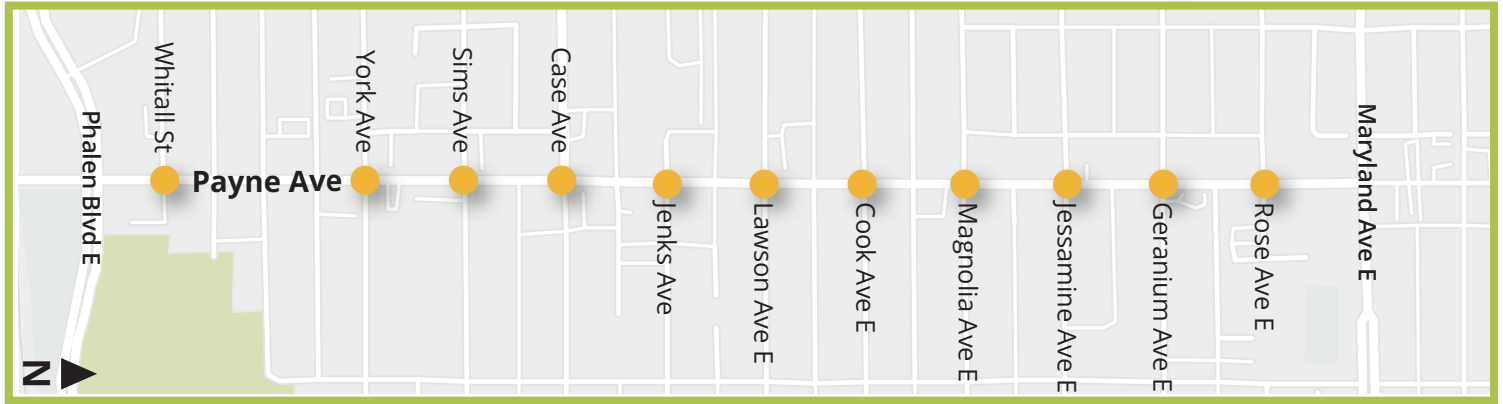 Phalen Blvd E
Whitall St
Payne Ave
York Ave
Sims Ave
Case Ave
Jenks Ave
Lawson Ave E
Cook Ave E
Magnolia Ave E
Jessamine Ave E
Geranium Ave E
Rose Ave E
Maryland Ave E
N